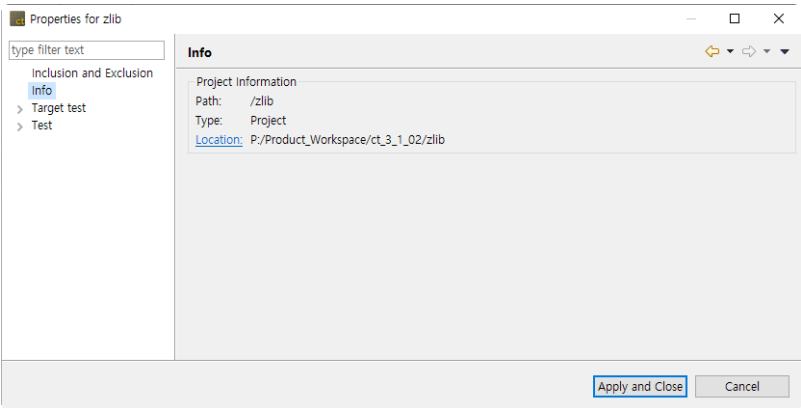 ct Properties for zlib
type filter text
Inclusion and Exclusion
Info
Target test
Test
Info
Project Information
Path: /zlib
Type: Project
Location: P:/Product_Workspace/ct_3_1_02/zlib
Apply and Close Cancel